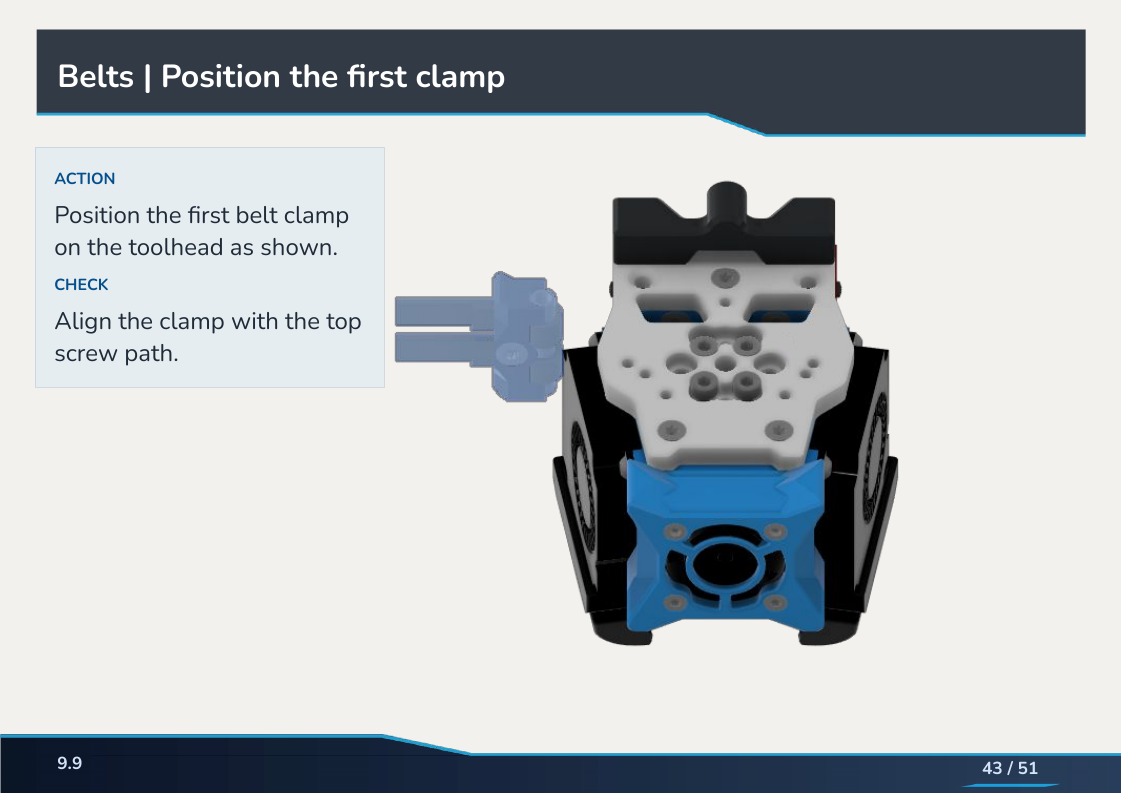 Belts | Position the first clamp
ACTION
Position the first belt clamp
on the toolhead as shown.
CHECK
Align the clamp with the top
screw path.
9.9
43 / 51